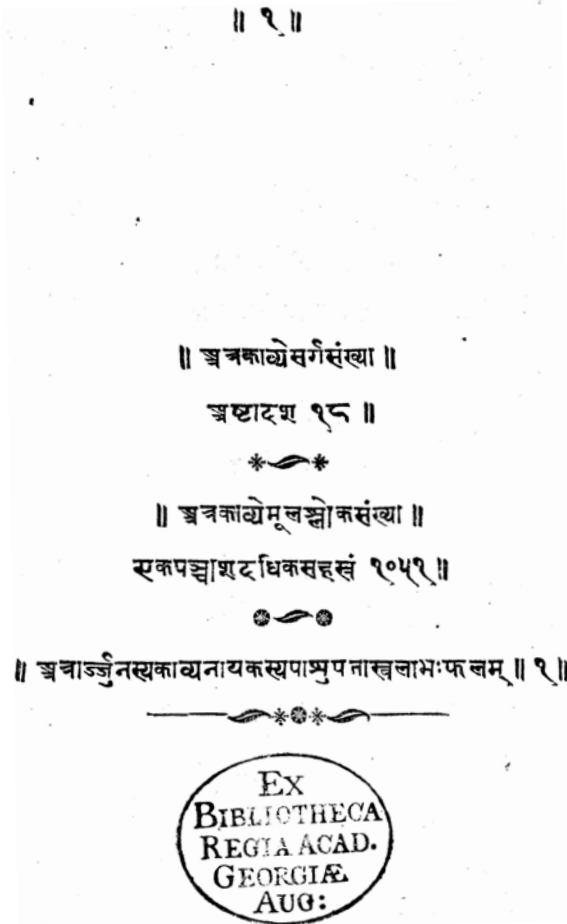 ॥ १ ॥
॥ अत्रकाव्येसर्गसंख्या ॥
अष्टादश १८ ॥
॥ अत्रकाव्येमूलश्लोकसंख्या ॥
एकपञ्चाशदधिकसहस्रं १०५१ ॥
॥ अत्रार्ज्जुनस्यकाव्यनायकस्यपाशुपतास्त्रलाभःफलम् ॥ १ ॥
EX
BIBLIOTHECA
REGIA ACAD.
GEORGIÆ
AUG: